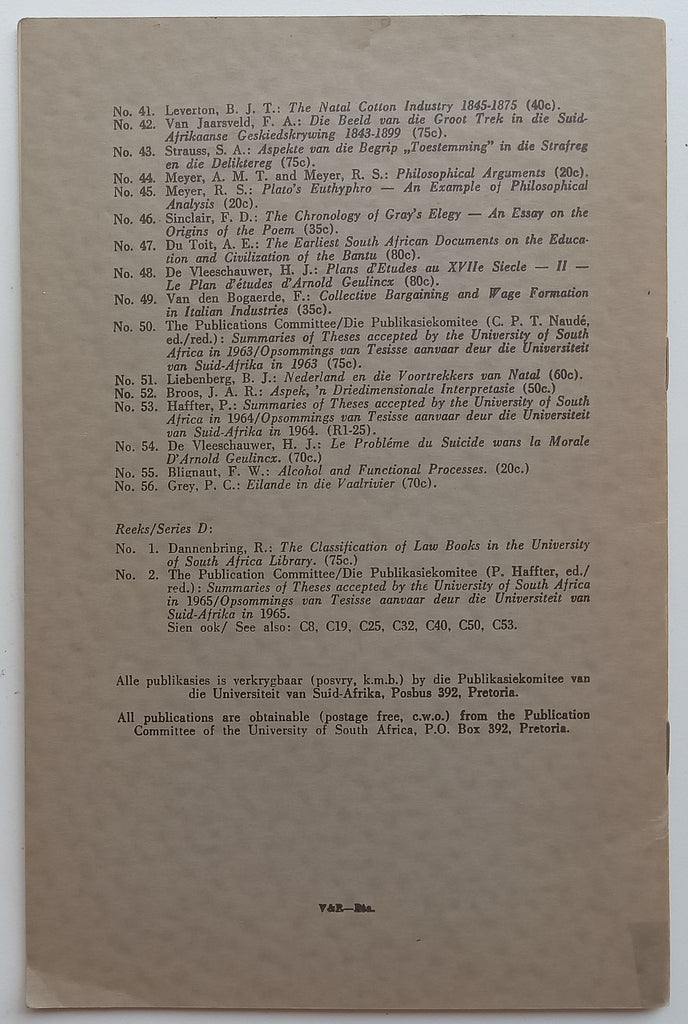 No. 41. Leverton, B. J. T.: The Natal Cotton Industry 1845-1875 (40c).
No. 42. Van Jaarsveld, F. A.: Die Beeld van die Groot Trek in die Suid-
Afrikaanse Geskiedskrywing 1843-1899 (75c).
No. 43. Strauss, S. A.: Aspekte van die Begrip „Toestemming” in die Strafreg
en die Deliktereg (75c).
No. 44. Meyer, A. M. T. and Meyer, R. S.: Philosophical Arguments (20c).
No. 45. Meyer, R. S.: Plato's Euthyphro — An Example of Philosophical
Analysis (20c).
No. 46. Sinclair, F. D.: The Chronology of Gray's Elegy — An Essay on the
Origins of the Poem (35c).
No. 47. Du Toit, A. E.: The Earliest South African Documents on the Educa-
tion and Civilization of the Bantu (80c).
No. 48. De Vleeschauwer, H. J.: Plans d'Etudes au XVIIe Siecle — II —
Le Plan d'études d'Arnold Geulincx (80c).
No. 49. Van den Bogaerde, F.: Collective Bargaining and Wage Formation
in Italian Industries (35c).
No. 50. The Publications Committee/Die Publikasiekomitee (C. P. T. Naudé,
ed./red.): Summaries of Theses accepted by the University of South
Africa in 1963/Opsommings van Tesisse aanvaar deur die Universiteit
van Suid-Afrika in 1963 (75c).
No. 51. Liebenberg, B. J.: Nederland en die Voortrekkers van Natal (60c).
No. 52. Broos, J. A. R.: Aspek, 'n Driedimensionale Interpretasie (50c.)
No. 53. Haffter, P.: Summaries of Theses accepted by the University of South
Africa in 1964/Opsommings van Tesisse aanvaar deur die Universiteit
van Suid-Afrika in 1964. (R1-25).
No. 54. De Vleeschauwer, H. J.: Le Probléme du Suicide wans la Morale
D'Arnold Geulincx. (70c.)
No. 55. Blignaut, F. W.: Alcohol and Functional Processes. (20c.)
No. 56. Grey, P. C.: Eilande in die Vaalrivier (70c).
Reeks/Series D:
No. 1. Dannenbring, R.: The Classification of Law Books in the University
of South Africa Library. (75c.)
No. 2. The Publication Committee/Die Publikasiekomitee (P. Haffter, ed./
red.): Summaries of Theses accepted by the University of South Africa
in 1965/Opsommings van Tesisse aanvaar deur die Universiteit van
Suid-Afrika in 1965.
Sien ook/ See also: C8, C19, C25, C32, C40, C50, C53.
Alle publikasies is verkrygbaar (posvry, k.m.b.) by die Publikasiekomitee van
die Universiteit van Suid-Afrika, Posbus 392, Pretoria.
All publications are obtainable (postage free, c.w.o.) from the Publication
Committee of the University of South Africa, P.O. Box 392, Pretoria.
V&R—